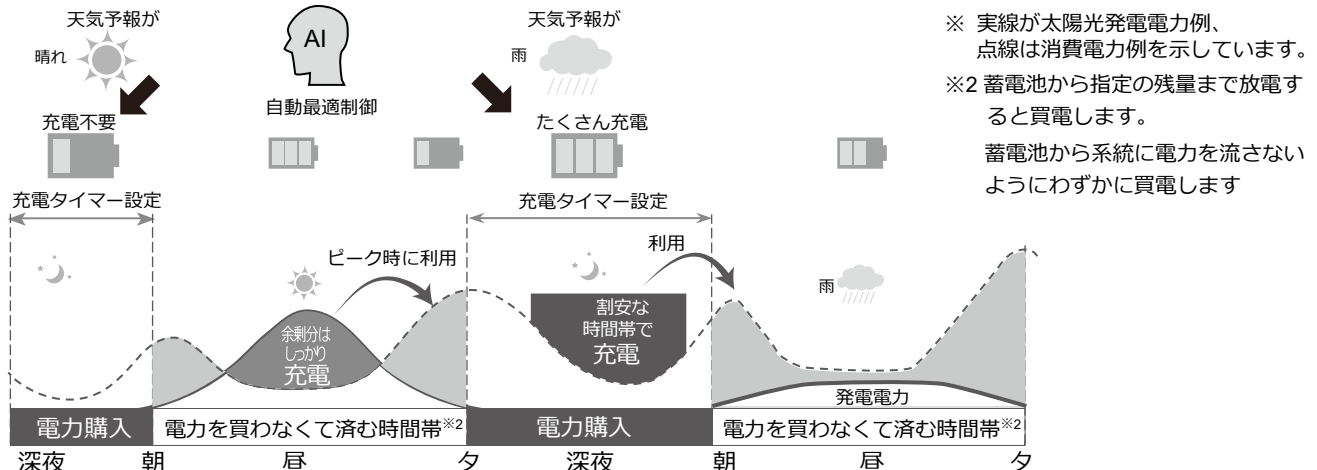 天気予報が
晴れ
充電不要
充電タイマー設定
AI
自動最適制御
天気予報が
雨
たくさん充電
充電タイマー設定
※ 実線が太陽光発電電力例、
点線は消費電力例を示しています。
※2 蓄電池から指定の残量まで放電す
ると買電します。
蓄電池から系統に電力を流さない
ようにわずかに買電します
ピーク時に利用
余剰分は
しっかり
充電
割安な
時間帯で
充電
利用
雨
発電電力
電力購入
電力を買わなくて済む時間帯※2
電力購入
電力を買わなくて済む時間帯※2
深夜 朝 昼 夕 深夜 朝 昼 夕